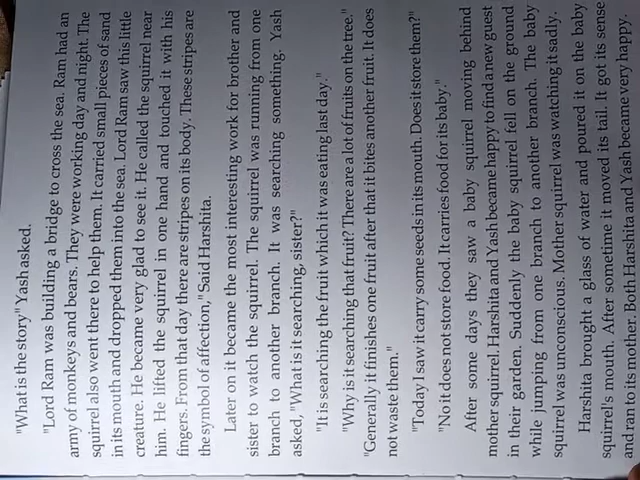 "What is the story" Yash asked.
"Lord Ram was building a bridge to cross the sea. Ram had an
army of monkeys and bears. They were working day and night. The
squirrel also went there to help them. It carried small pieces of sand
in its mouth and dropped them into the sea. Lord Ram saw this little
creature. He became very glad to see it. He called the squirrel near
him. He lifted the squirrel in one hand and touched it with his
fingers. From that day there are stripes on its body. These stripes are
the symbol of affection," Said Harshita.
Later on it became the most interesting work for brother and
sister to watch the squirrel. The squirrel was running from one
branch to another branch. It was searching something. Yash
asked, "What is it searching, sister?"
"It is searching the fruit which it was eating last day."
"Why is it searching that fruit? There are a lot of fruits on the tree."
"Generally it finishes one fruit after that it bites another fruit. It does
not waste them."
"Today I saw it carry some seeds in its mouth. Does it store them?"
"No it does not store food. It carries food for its baby."
After some days they saw a baby squirrel moving behind
mother squirrel. Harshita and Yash became happy to find a new guest
in their garden. Suddenly the baby squirrel fell on the ground
while jumping from one branch to another branch. The baby
squirrel was unconscious. Mother squirrel was watching it sadly.
Harshita brought a glass of water and poured it on the baby
squirrel's mouth. After sometime it moved its tail. It got its sense
and ran to its mother. Both Harshita and Yash became very happy.